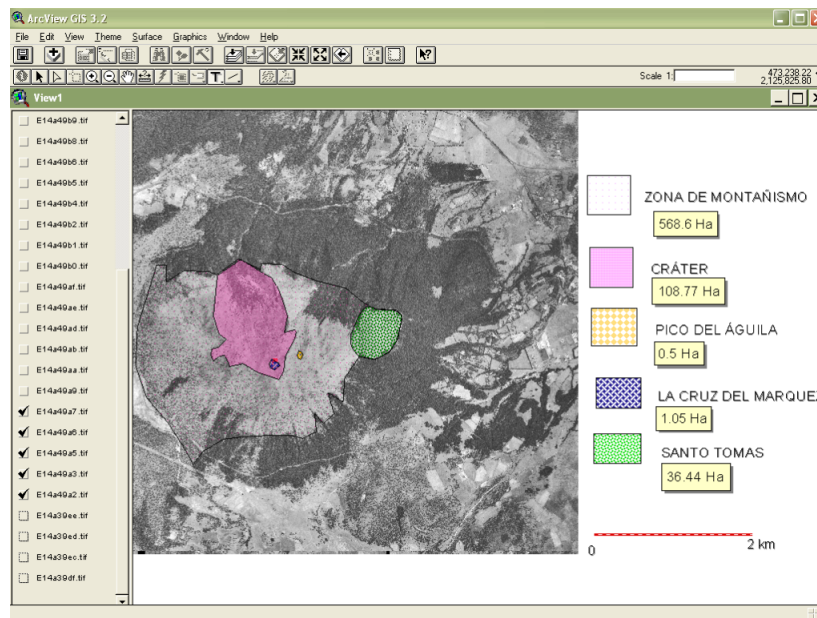 ArcView GIS 3.2
File Edit View Theme Surface Graphics Window Help
Scale 1:
473,238.22
2,125,825.80
View1
E14a49b9.tif
E14a49b8.tif
E14a49b6.tif
E14a49b5.tif
E14a49b4.tif
E14a49b2.tif
E14a49b1.tif
E14a49b0.tif
E14a49af.tif
E14a49ae.tif
E14a49ad.tif
E14a49ab.tif
E14a49aa.tif
E14a49a9.tif
E14a49a7.tif
E14a49a6.tif
E14a49a5.tif
E14a49a3.tif
E14a49a2.tif
E14a39ee.tif
E14a39ed.tif
E14a39ec.tif
E14a39df.tif
ZONA DE MONTAÑISMO
568.6 Ha
CRÁTER
108.77 Ha
PICO DEL ÁGUILA
0.5 Ha
LA CRUZ DEL MARQUE
1.05 Ha
SANTO TOMAS
36.44 Ha
0 2 km